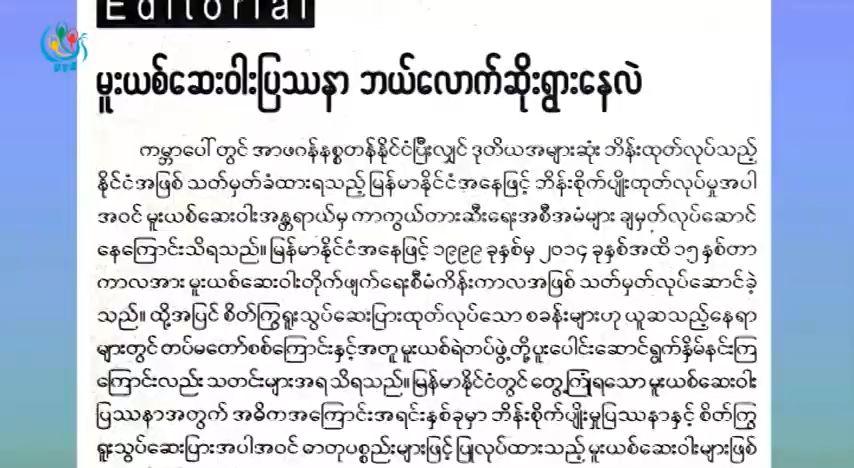 Editorial
မူးယစ်ဆေးဝါးပြဿနာ ဘယ်လောက်ဆိုးရွားနေလဲ
ကမ္ဘာပေါ်တွင် အာဖဂန်နစ္စတန်နိုင်ငံပြီးလျှင် ဒုတိယအများဆုံး ဘိန်းထုတ်လုပ်သည့်
နိုင်ငံအဖြစ် သတ်မှတ်ခံထားရသည့် မြန်မာနိုင်ငံအနေဖြင့် ဘိန်းစိုက်ပျိုးထုတ်လုပ်မှုအပါ
အဝင် မူးယစ်ဆေးဝါးအန္တရာယ်မှ ကာကွယ်တားဆီးရေးအစီအမံများ ချမှတ်လုပ်ဆောင်
နေကြောင်းသိရသည်။ မြန်မာနိုင်ငံအနေဖြင့် ၁၉၉၉ ခုနှစ်မှ ၂၀၁၄ ခုနှစ်အထိ ၁၅ နှစ်တာ
ကာလအား မူးယစ်ဆေးဝါးတိုက်ဖျက်ရေးစီမံကိန်းကာလအဖြစ် သတ်မှတ်လုပ်ဆောင်ခဲ့
သည်။ ထို့အပြင် စိတ်ကြွရူးသွပ်ဆေးပြားထုတ်လုပ်သော စခန်းများဟု ယူဆသည့်နေရာ
များတွင် တပ်မတော်စစ်ကြောင်းနှင့်အတူ မူးယစ်ရဲတပ်ဖွဲ့တို့ပူးပေါင်းဆောင်ရွက်နှိမ်နင်းကြ
ကြောင်းလည်း သတင်းများအရ သိရသည်။ မြန်မာနိုင်ငံတွင် တွေ့ကြုံရသော မူးယစ်ဆေးဝါး
ပြဿနာအတွက် အဓိကအကြောင်းအရင်းနှစ်ခုမှာ ဘိန်းစိုက်ပျိုးမှုပြဿနာနှင့် စိတ်ကြွ
ရူးသွပ်ဆေးပြားအပါအဝင် ဓာတုပစ္စည်းများဖြင့် ပြုလုပ်ထားသည့် မူးယစ်ဆေးဝါးများဖြစ်